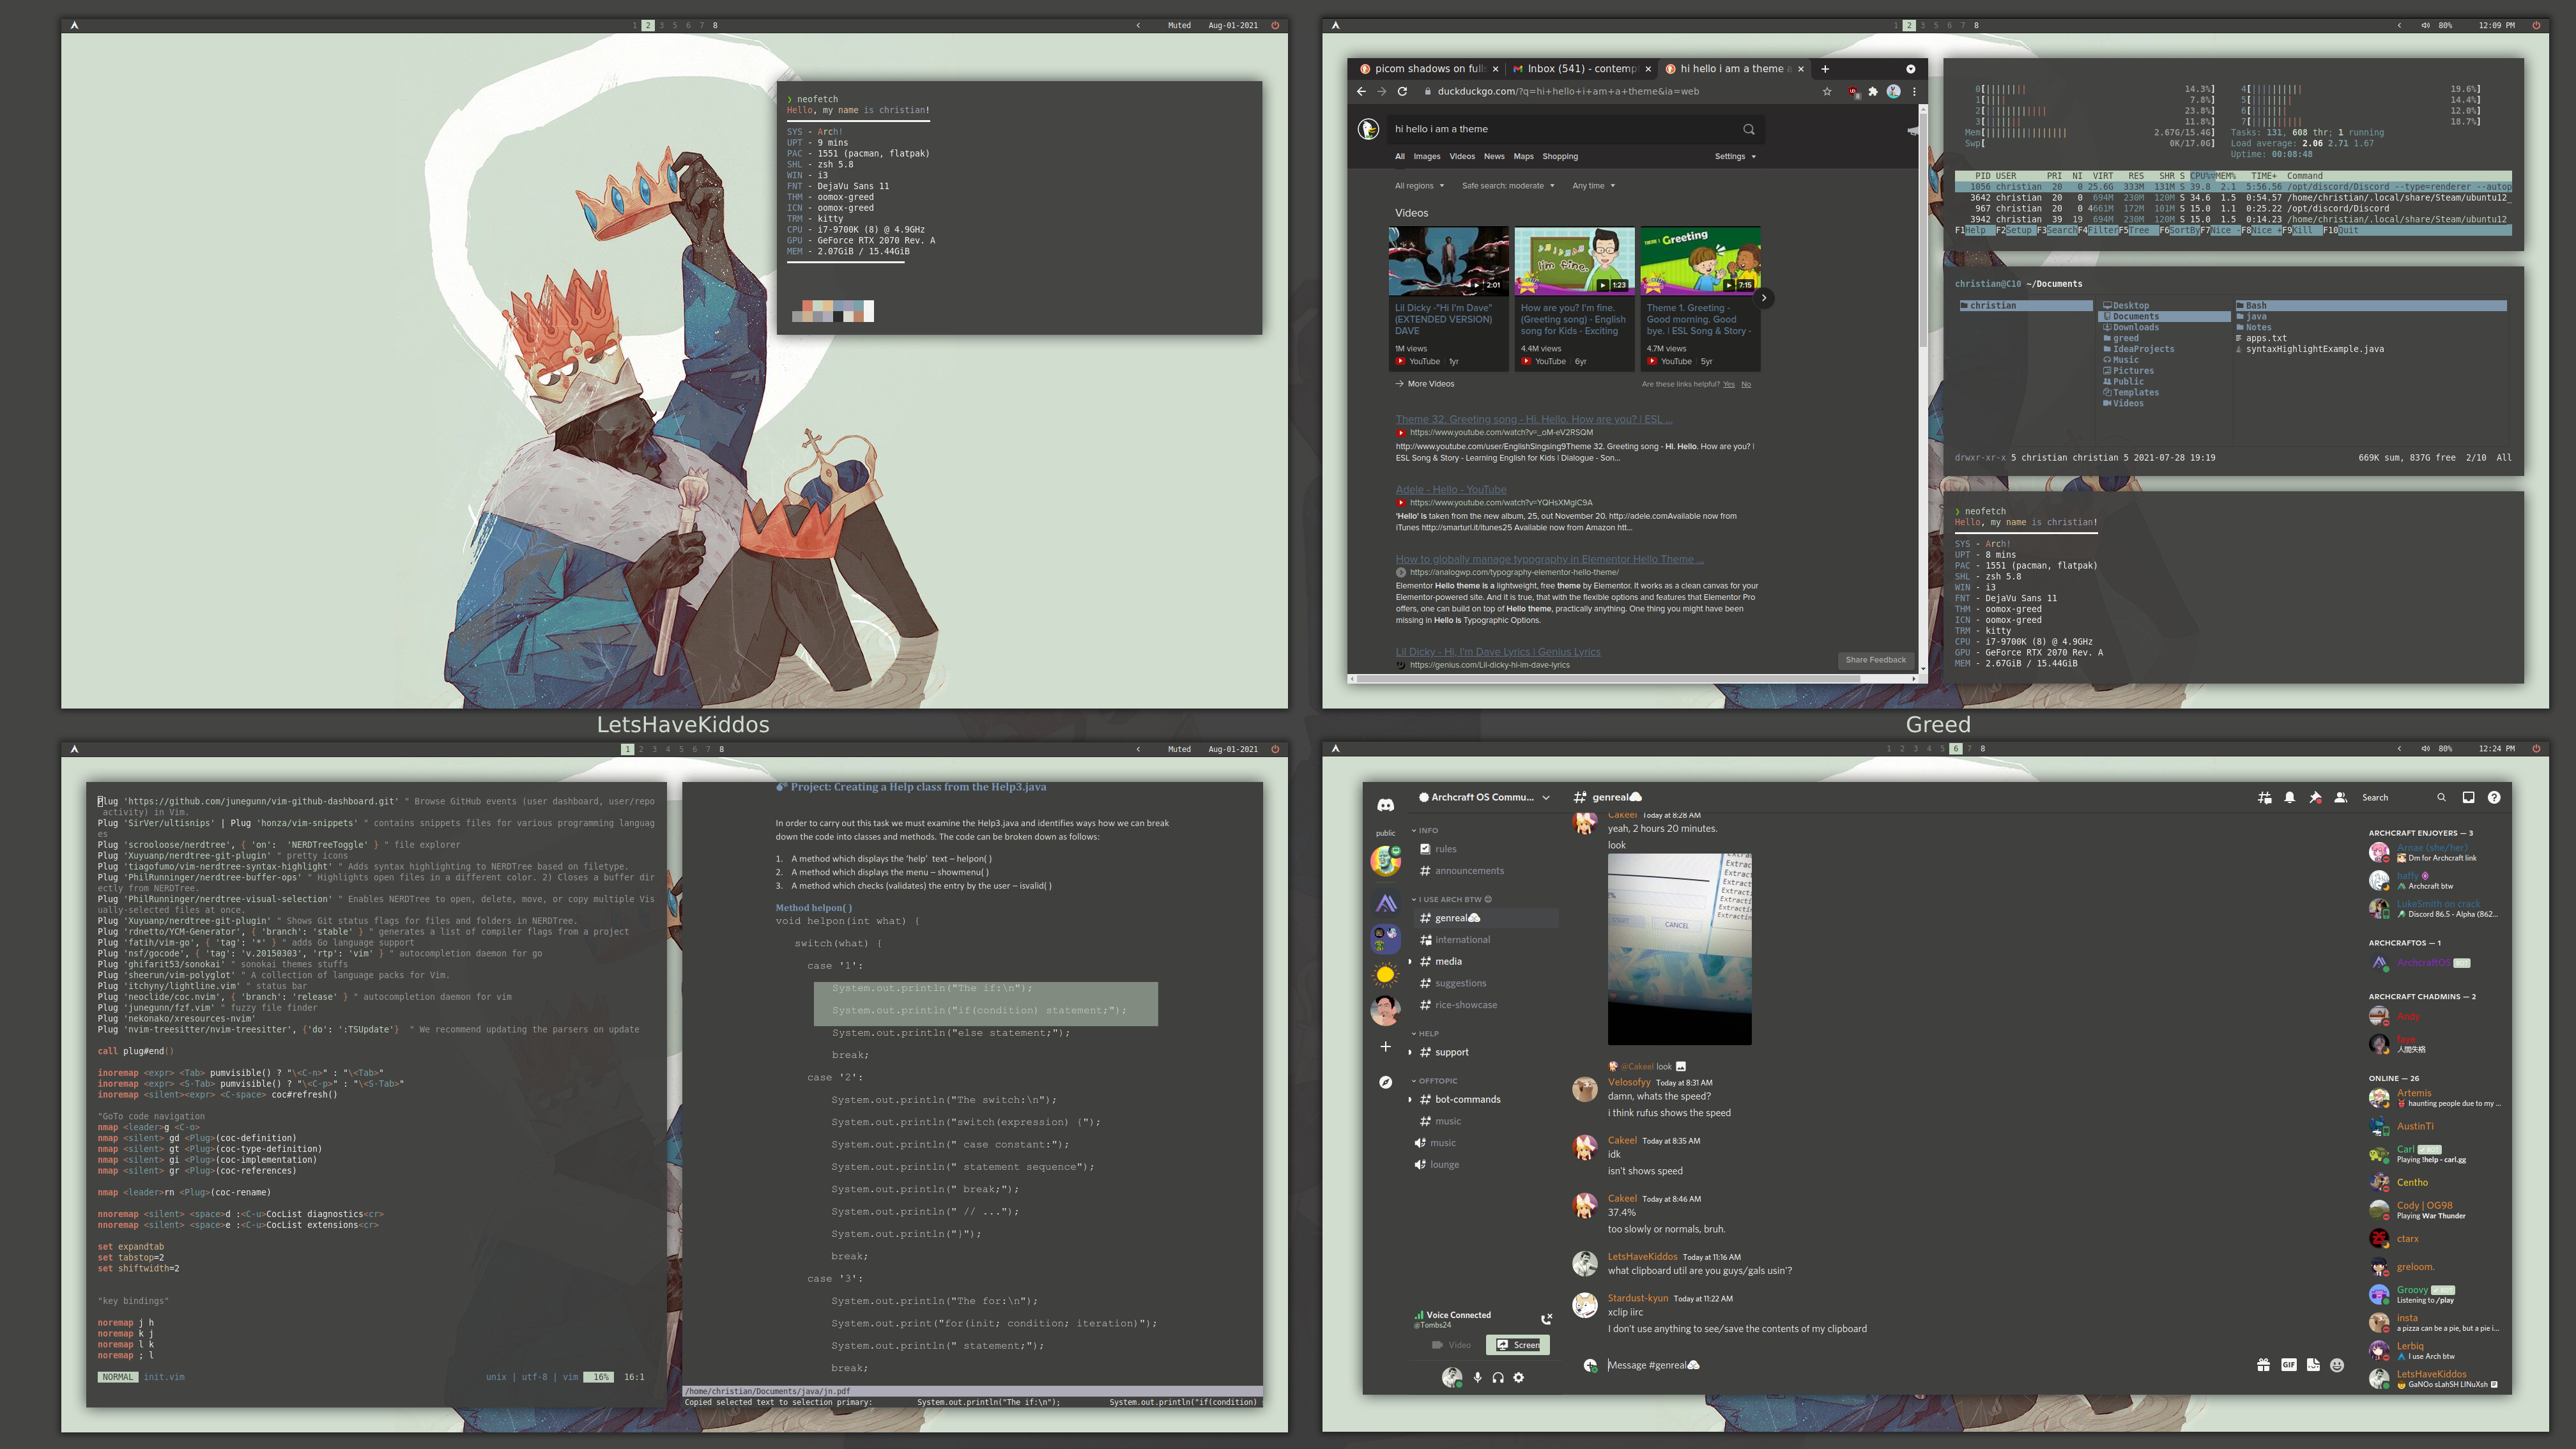 1 2 3 5 6 7 8
Muted Aug-01-2021
❯ neofetch
Hello, my name is christian!
SYS - Arch!
UPT - 9 mins
PAC - 1551 (pacman, flatpak)
SHL - zsh 5.8
WIN - i3
FNT - DejaVu Sans 11
THM - oomox-greed
ICN - oomox-greed
TRM - kitty
CPU - i7-9700K (8) @ 4.9GHz
GPU - GeForce RTX 2070 Rev. A
MEM - 2.07GiB / 15.44GiB
LetsHaveKiddos
1 2 3 5 6 7 8
80% 12:09 PM
picom shadows on full
Inbox (541) - contemp
hi hello i am a theme
duckduckgo.com/?q=hi+hello+i+am+a+theme&ia=web
hi hello i am a theme
All Images Videos News Maps Shopping Settings
All regions Safe search: moderate Any time
Videos
2:01 1:23 7:15
I'm fine.
Greeting
Lil Dicky -"Hi I'm Dave" (EXTENDED VERSION) DAVE
1M views
YouTube 1yr
How are you? I'm fine. (Greeting song) - English song for Kids - Exciting
4.4M views
YouTube 6yr
Theme 1. Greeting - Good morning. Good bye. | ESL Song & Story -
4.7M views
YouTube 5yr
More Videos
Are these links helpful? Yes No
Theme 32. Greeting song - Hi. Hello. How are you? | ESL ...
https://www.youtube.com/watch?v=_oM-eV2RSQM
http://www.youtube.com/user/EnglishSingsing9Theme 32. Greeting song - Hi. Hello. How are you? |
ESL Song & Story - Learning English for Kids | Dialogue - Son...
Adele - Hello - YouTube
https://www.youtube.com/watch?v=YQHsXMglC9A
'Hello' is taken from the new album, 25, out November 20. http://adele.comAvailable now from
iTunes http://smarturl.it/itunes25 Available now from Amazon htt...
How to globally manage typography in Elementor Hello Theme ...
https://analogwp.com/typography-elementor-hello-theme/
Elementor Hello theme is a lightweight, free theme by Elementor. It works as a clean canvas for your
Elementor-powered site. And it is true, that with the flexible options and features that Elementor Pro
offers, one can build on top of Hello theme, practically anything. One thing you might have been
missing in Hello is Typographic Options.
Lil Dicky - Hi, I'm Dave Lyrics | Genius Lyrics
https://genius.com/Lil-dicky-hi-im-dave-lyrics
Share Feedback
0[ 14.3%] 4[ 19.6%]
1[ 7.8%] 5[ 14.4%]
2[ 23.8%] 6[ 12.0%]
3[ 11.8%] 7[ 18.7%]
Mem[ 2.67G/15.4G] Tasks: 131, 608 thr; 1 running
Swp[ 0K/17.0G] Load average: 2.06 2.71 1.67
Uptime: 00:08:48
PID USER PRI NI VIRT RES SHR S CPU%▽MEM% TIME+ Command
1056 christian 20 0 25.6G 333M 131M S 39.8 2.1 5:56.56 /opt/discord/Discord --type=renderer --autop
3642 christian 20 0 694M 230M 120M S 34.6 1.5 0:54.57 /home/christian/.local/share/Steam/ubuntu12_
967 christian 20 0 4661M 172M 101M S 15.0 1.1 0:25.22 /opt/discord/Discord
3942 christian 39 19 694M 230M 120M S 15.0 1.5 0:14.23 /home/christian/.local/share/Steam/ubuntu12_
F1Help F2Setup F3SearchF4FilterF5Tree F6SortByF7Nice -F8Nice +F9Kill F10Quit
christian@C10 ~/Documents
christian
Desktop
Documents
Downloads
greed
IdeaProjects
Music
Pictures
Public
Templates
Videos
Bash
java
Notes
apps.txt
syntaxHighlightExample.java
drwxr-xr-x 5 christian christian 5 2021-07-28 19:19 669K sum, 837G free 2/10 All
❯ neofetch
Hello, my name is christian!
SYS - Arch!
UPT - 8 mins
PAC - 1551 (pacman, flatpak)
SHL - zsh 5.8
WIN - i3
FNT - DejaVu Sans 11
THM - oomox-greed
ICN - oomox-greed
TRM - kitty
CPU - i7-9700K (8) @ 4.9GHz
GPU - GeForce RTX 2070 Rev. A
MEM - 2.67GiB / 15.44GiB
Greed
1 2 3 4 5 6 7 8
Muted Aug-01-2021
Plug 'https://github.com/junegunn/vim-github-dashboard.git' " Browse GitHub events (user dashboard, user/repo
activity) in Vim.
Plug 'SirVer/ultisnips' | Plug 'honza/vim-snippets' " contains snippets files for various programming languag
es
Plug 'scrooloose/nerdtree', { 'on': 'NERDTreeToggle' } " file explorer
Plug 'Xuyuanp/nerdtree-git-plugin' " pretty icons
Plug 'tiagofumo/vim-nerdtree-syntax-highlight' " Adds syntax highlighting to NERDTree based on filetype.
Plug 'PhilRunninger/nerdtree-buffer-ops' " Highlights open files in a different color. 2) Closes a buffer dir
ectly from NERDTree.
Plug 'PhilRunninger/nerdtree-visual-selection' " Enables NERDTree to open, delete, move, or copy multiple Vis
ually-selected files at once.
Plug 'Xuyuanp/nerdtree-git-plugin' " Shows Git status flags for files and folders in NERDTree.
Plug 'rdnetto/YCM-Generator', { 'branch': 'stable' } " generates a list of compiler flags from a project
Plug 'fatih/vim-go', { 'tag': '*' } " adds Go language support
Plug 'nsf/gocode', { 'tag': 'v.20150303', 'rtp': 'vim' } " autocompletion daemon for go
Plug 'ghifarit53/sonokai' " sonokai themes stuffs
Plug 'sheerun/vim-polyglot' " A collection of language packs for Vim.
Plug 'itchyny/lightline.vim' " status bar
Plug 'neoclide/coc.nvim', { 'branch': 'release' } " autocompletion daemon for vim
Plug 'junegunn/fzf.vim' " fuzzy file finder
Plug 'nekonako/xresources-nvim'
Plug 'nvim-treesitter/nvim-treesitter', {'do': ':TSUpdate'} " We recommend updating the parsers on update
call plug#end()
inoremap <expr> <Tab> pumvisible() ? "\<C-n>" : "\<Tab>"
inoremap <expr> <S-Tab> pumvisible() ? "\<C-p>" : "\<S-Tab>"
inoremap <silent><expr> <C-space> coc#refresh()
"GoTo code navigation
nmap <leader>g <C-o>
nmap <silent> gd <Plug>(coc-definition)
nmap <silent> gt <Plug>(coc-type-definition)
nmap <silent> gi <Plug>(coc-implementation)
nmap <silent> gr <Plug>(coc-references)
nmap <leader>rn <Plug>(coc-rename)
nnoremap <silent> <space>d :<C-u>CocList diagnostics<cr>
nnoremap <silent> <space>e :<C-u>CocList extensions<cr>
set expandtab
set tabstop=2
set shiftwidth=2
"key bindings"
noremap j h
noremap k j
noremap l k
noremap ; l
NORMAL init.vim unix | utf-8 | vim 16% 16:1
Project: Creating a Help class from the Help3.java
In order to carry out this task we must examine the Help3.java and identifies ways how we can break
down the code into classes and methods. The code can be broken down as follows:
1. A method which displays the 'help' text – helpon( )
2. A method which displays the menu – showmenu( )
3. A method which checks (validates) the entry by the user – isvalid( )
Method helpon( )
void helpon(int what) {
switch(what) {
case '1':
System.out.println("The if:\n");
System.out.println("if(condition) statement;");
System.out.println("else statement;");
break;
case '2':
System.out.println("The switch:\n");
System.out.println("switch(expression) {");
System.out.println(" case constant:");
System.out.println(" statement sequence");
System.out.println(" break;");
System.out.println(" // ...");
System.out.println("}");
break;
case '3':
System.out.println("The for:\n");
System.out.print("for(init; condition; iteration)");
System.out.println(" statement;");
break;
/home/christian/Documents/java/jn.pdf
Copied selected text to selection primary: System.out.println("The if:\n"); System.out.println("if(condition)
1 2 3 4 5 6 7 8
80% 12:24 PM
public
Archcraft OS Commu...
INFO
rules
announcements
I USE ARCH BTW
genreal
international
media
suggestions
rice-showcase
HELP
support
OFFTOPIC
bot-commands
music
music
lounge
Voice Connected
@Tombs24
Video Screen
genreal
Search
Cakeel Today at 8:28 AM
yeah, 2 hours 20 minutes.
look
START CANCEL
@Cakeel look
Velosofyy Today at 8:31 AM
damn, whats the speed?
i think rufus shows the speed
Cakeel Today at 8:35 AM
idk
isn't shows speed
Cakeel Today at 8:46 AM
37.4%
too slowly or normals, bruh.
LetsHaveKiddos Today at 11:16 AM
what clipboard util are you guys/gals usin'?
Stardust-kyun Today at 11:22 AM
xclip iirc
I don't use anything to see/save the contents of my clipboard
Message #genreal
GIF
ARCHCRAFT ENJOYERS — 3
Arnae (she/her)
Dm for Archcraft link
haffy
Archcraft btw
LukeSmith on crack
Discord 86.5 - Alpha (862...
ARCHCRAFTOS — 1
ArchcraftOS BOT
ARCHCRAFT CHADMINS — 2
Andy
faye
人間失格
ONLINE — 26
Artemis
haunting people due to my ...
AustinTi
Carl BOT
Playing !help - carl.gg
Centho
Cody | OG98
Playing War Thunder
ctarx
greloom.
Groovy BOT
Listening to /play
insta
a pizza can be a pie, but a pie i...
Lerbiq
I use Arch btw
LetsHaveKiddos
GaNOo sLahSH LINuXsh